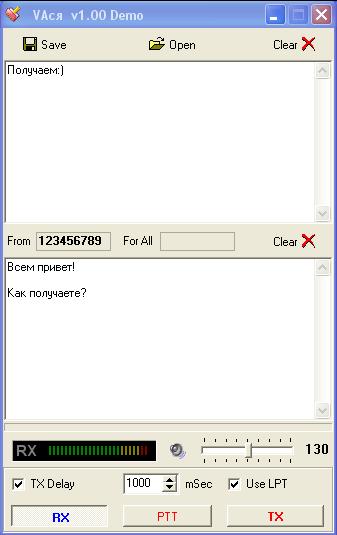 VAся v1.00 Demo
Save Open Clear
Получаем:)
From 123456789 For All Clear
Всем привет!
Как получаете?
RX 130
TX Delay 1000 mSec Use LPT
RX PTT TX